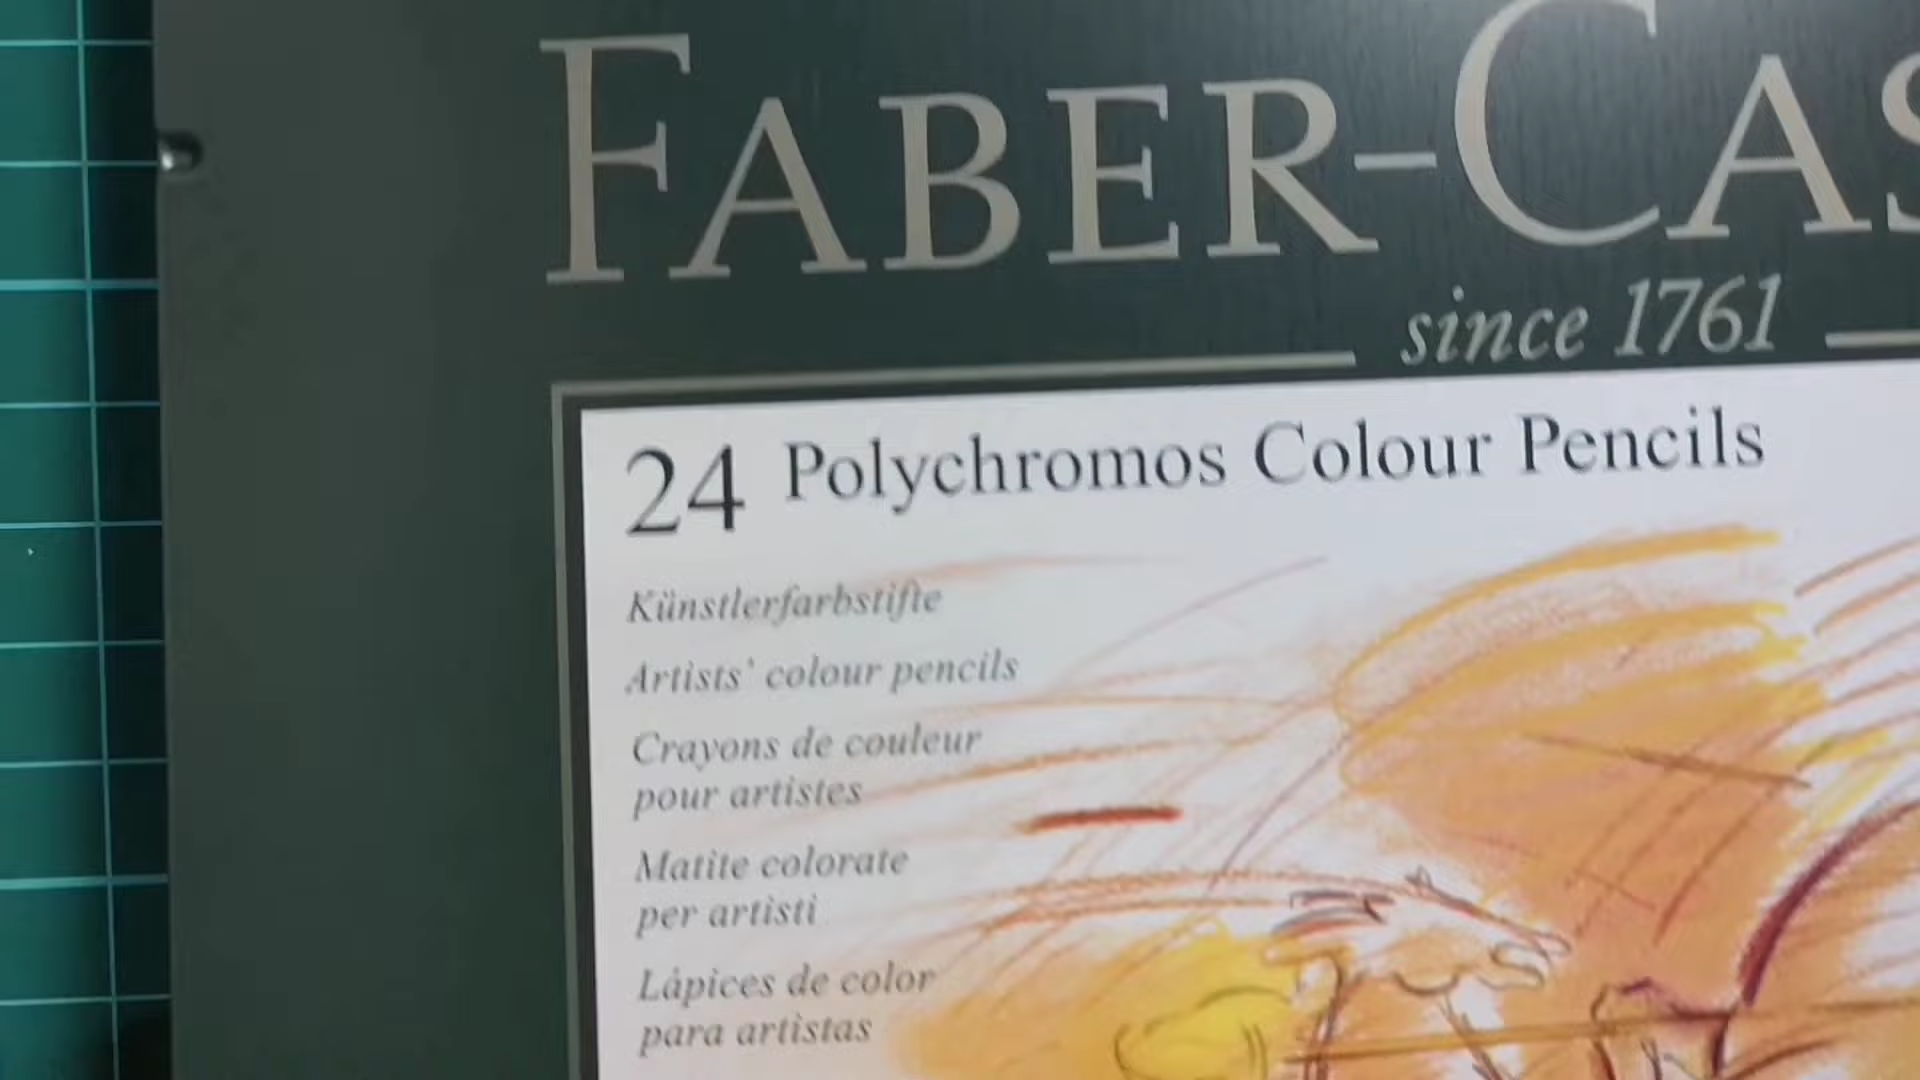 FABER-CAS
since 1761
24 Polychromos Colour Pencils
Künstlerfarbstifte
Artists' colour pencils
Crayons de couleur
pour artistes
Matite colorate
per artisti
Lápices de color
para artistas